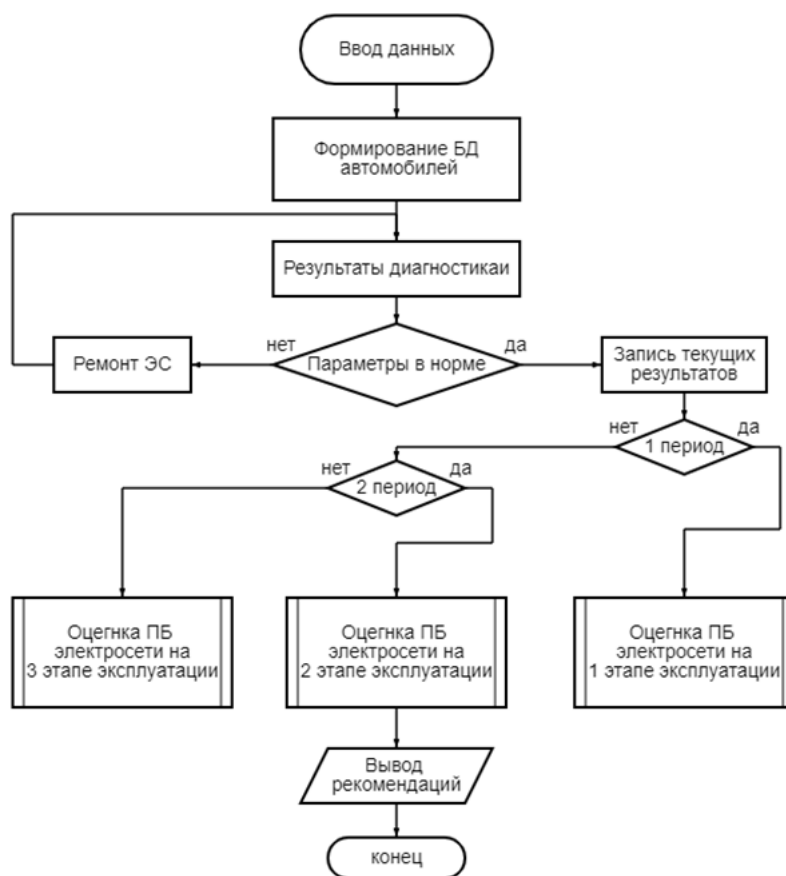 Ввод данных
Формирование БД
автомобилей
Результаты диагностикаи
нет
Параметры в норме
да
Ремонт ЭС
Запись текущих
результатов
нет
1 период
да
нет
2 период
да
Оцегнка ПБ
электросети на
3 этапе эксплуатации
Оцегнка ПБ
электросети на
2 этапе эксплуатации
Оцегнка ПБ
электросети на
1 этапе эксплуатации
Вывод
рекомендаций
конец